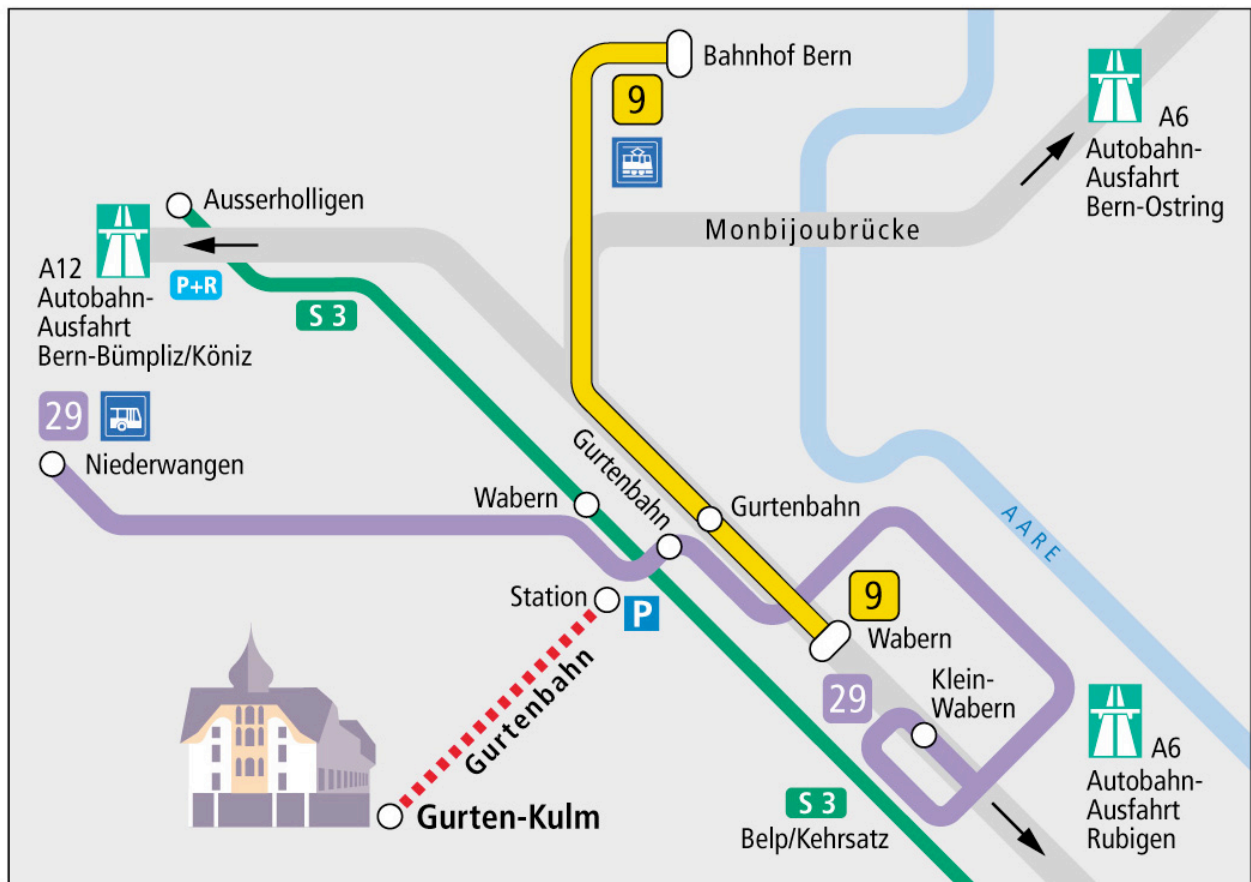 Bahnhof Bern
9
A6
Autobahn-
Ausfahrt
Bern-Ostring
Ausserholligen
Monbijoubrücke
A12
Autobahn-
Ausfahrt
Bern-Bümpliz/Köniz
P+R
S 3
29
Niederwangen
Wabern
Gurtenbahn
Gurtenbahn
AARE
Station
P
9
Wabern
Gurtenbahn
Gurten-Kulm
29
Klein-
Wabern
S 3
Belp/Kehrsatz
A6
Autobahn-
Ausfahrt
Rubigen